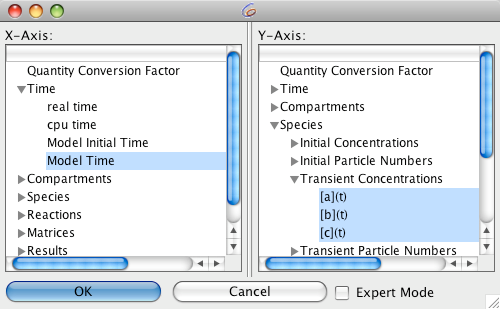 X-Axis:
Quantity Conversion Factor
Time
real time
cpu time
Model Initial Time
Model Time
Compartments
Species
Reactions
Matrices
Results
Y-Axis:
Quantity Conversion Factor
Time
Compartments
Species
Initial Concentrations
Initial Particle Numbers
Transient Concentrations
[a](t)
[b](t)
[c](t)
Transient Particle Numbers
OK
Cancel
Expert Mode